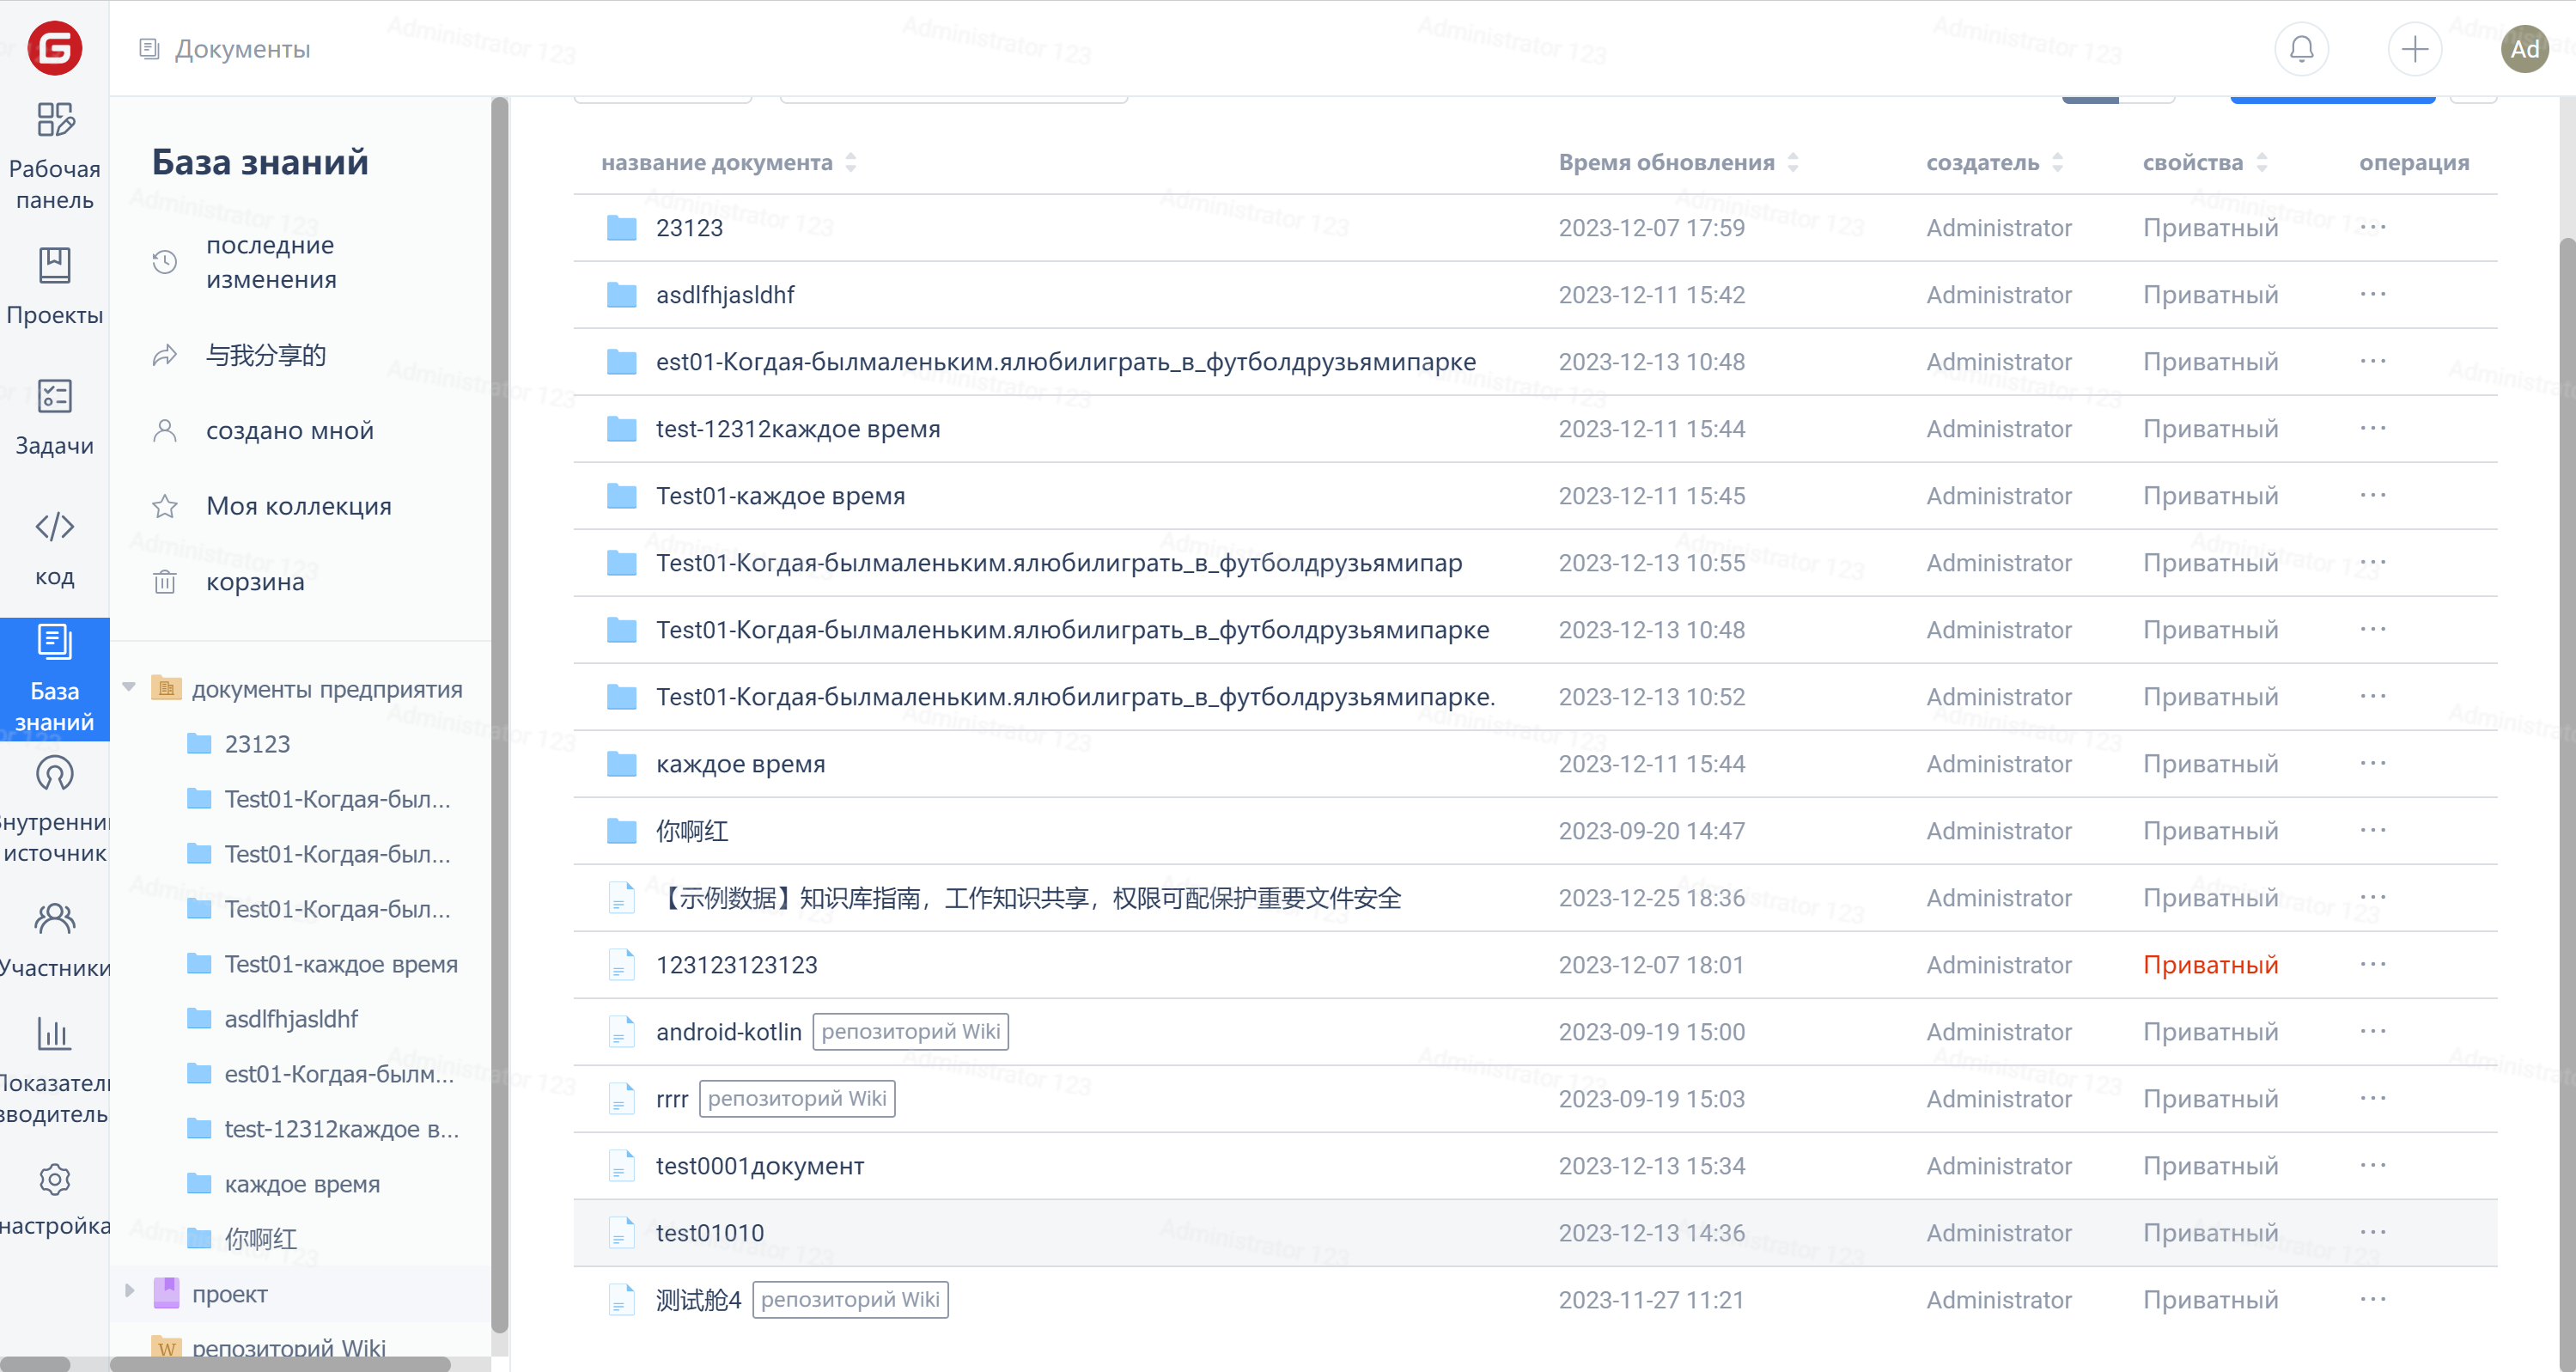 Документы
Ad
Рабочая
панель
Проекты
Задачи
код
База
знаний
нутренни
источник
Участники
Показател
зводитель
настройка
База знаний
последние
изменения
与我分享的
создано мной
Моя коллекция
корзина
документы предприятия
23123
Test01-Когдая-был...
Test01-Когдая-был...
Test01-Когдая-был...
Test01-каждое время
asdlfhjasldhf
est01-Когдая-былм...
test-12312каждое в...
каждое время
你啊红
проект
репозиторий Wiki
название документа Время обновления создатель свойства операция
23123 2023-12-07 17:59 Administrator Приватный ...
asdlfhjasldhf 2023-12-11 15:42 Administrator Приватный ...
est01-Когдая-былмаленьким.ялюбилиграть_в_футболдрузьямипарке 2023-12-13 10:48 Administrator Приватный ...
test-12312каждое время 2023-12-11 15:44 Administrator Приватный ...
Test01-каждое время 2023-12-11 15:45 Administrator Приватный ...
Test01-Когдая-былмаленьким.ялюбилиграть_в_футболдрузьямипар 2023-12-13 10:55 Administrator Приватный ...
Test01-Когдая-былмаленьким.ялюбилиграть_в_футболдрузьямипарке 2023-12-13 10:48 Administrator Приватный ...
Test01-Когдая-былмаленьким.ялюбилиграть_в_футболдрузьямипарке. 2023-12-13 10:52 Administrator Приватный ...
каждое время 2023-12-11 15:44 Administrator Приватный ...
你啊红 2023-09-20 14:47 Administrator Приватный ...
【示例数据】知识库指南，工作知识共享，权限可配保护重要文件安全 2023-12-25 18:36 Administrator Приватный ...
123123123123 2023-12-07 18:01 Administrator Приватный ...
android-kotlin репозиторий Wiki 2023-09-19 15:00 Administrator Приватный ...
rrrr репозиторий Wiki 2023-09-19 15:03 Administrator Приватный ...
test0001документ 2023-12-13 15:34 Administrator Приватный ...
test01010 2023-12-13 14:36 Administrator Приватный ...
测试舱4 репозиторий Wiki 2023-11-27 11:21 Administrator Приватный ...
Administrator 123